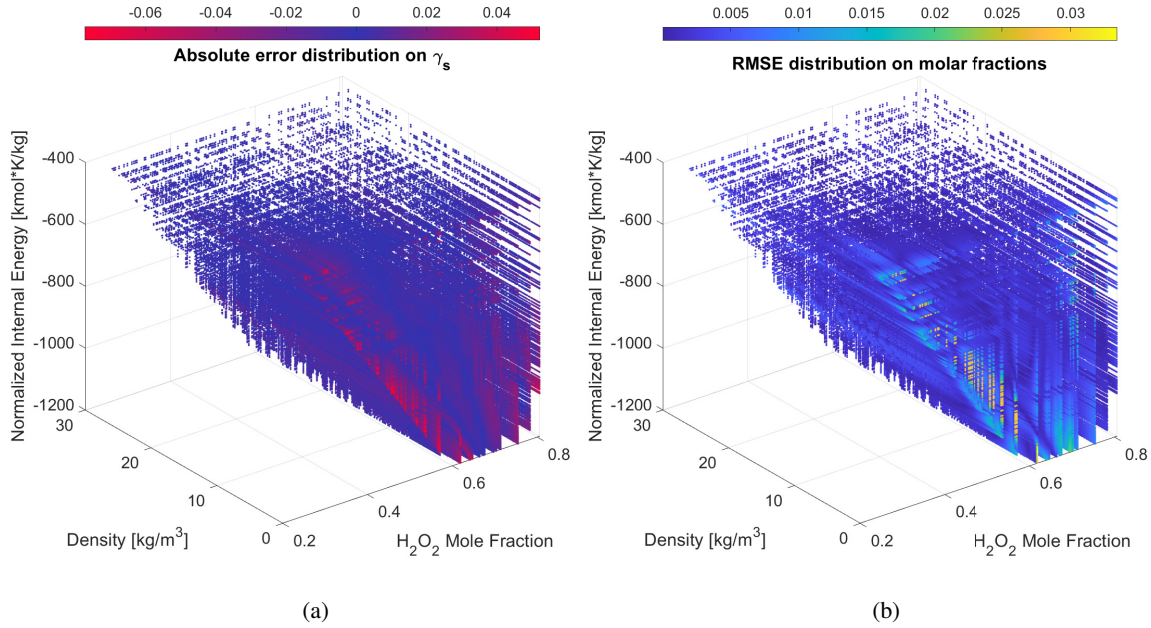 -0.06 -0.04 -0.02 0 0.02 0.04
Absolute error distribution on γ_s
-400
-600
-800
-1000
-1200
Normalized Internal Energy [kmol*K/kg]
30
20
10
0
Density [kg/m³]
0.2
0.4
0.6
0.8
H₂O₂ Mole Fraction
(a)
0.005 0.01 0.015 0.02 0.025 0.03
RMSE distribution on molar fractions
-400
-600
-800
-1000
-1200
Normalized Internal Energy [kmol*K/kg]
30
20
10
0
Density [kg/m³]
0.2
0.4
0.6
0.8
H₂O₂ Mole Fraction
(b)